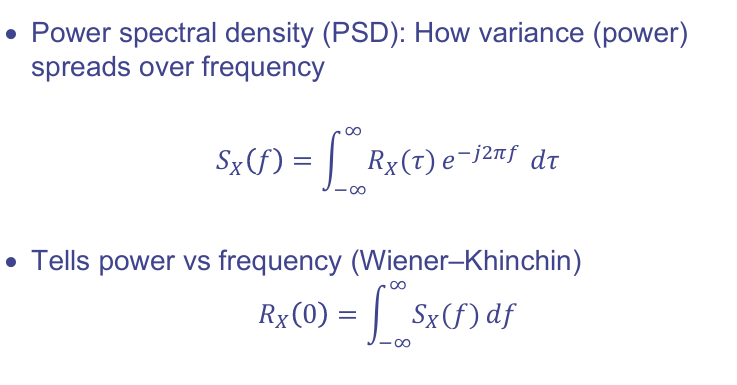 • Power spectral density (PSD): How variance (power)
spreads over frequency
S_X(f) = ∫_{-∞}^{∞} R_X(τ) e^{-j2πf} dτ
• Tells power vs frequency (Wiener–Khinchin)
R_X(0) = ∫_{-∞}^{∞} S_X(f) df